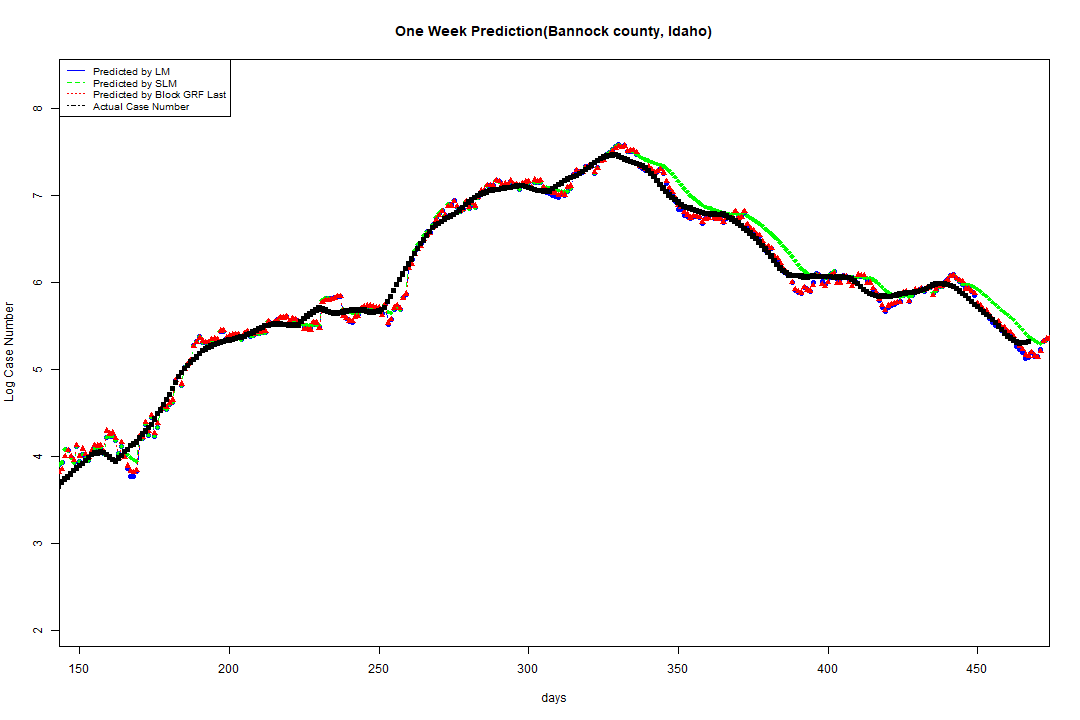 One Week Prediction(Bannock county, Idaho)
Predicted by LM
Predicted by SLM
Predicted by Block GRF Last
Actual Case Number
8
7
6
5
4
3
2
Log Case Number
150 200 250 300 350 400 450
days